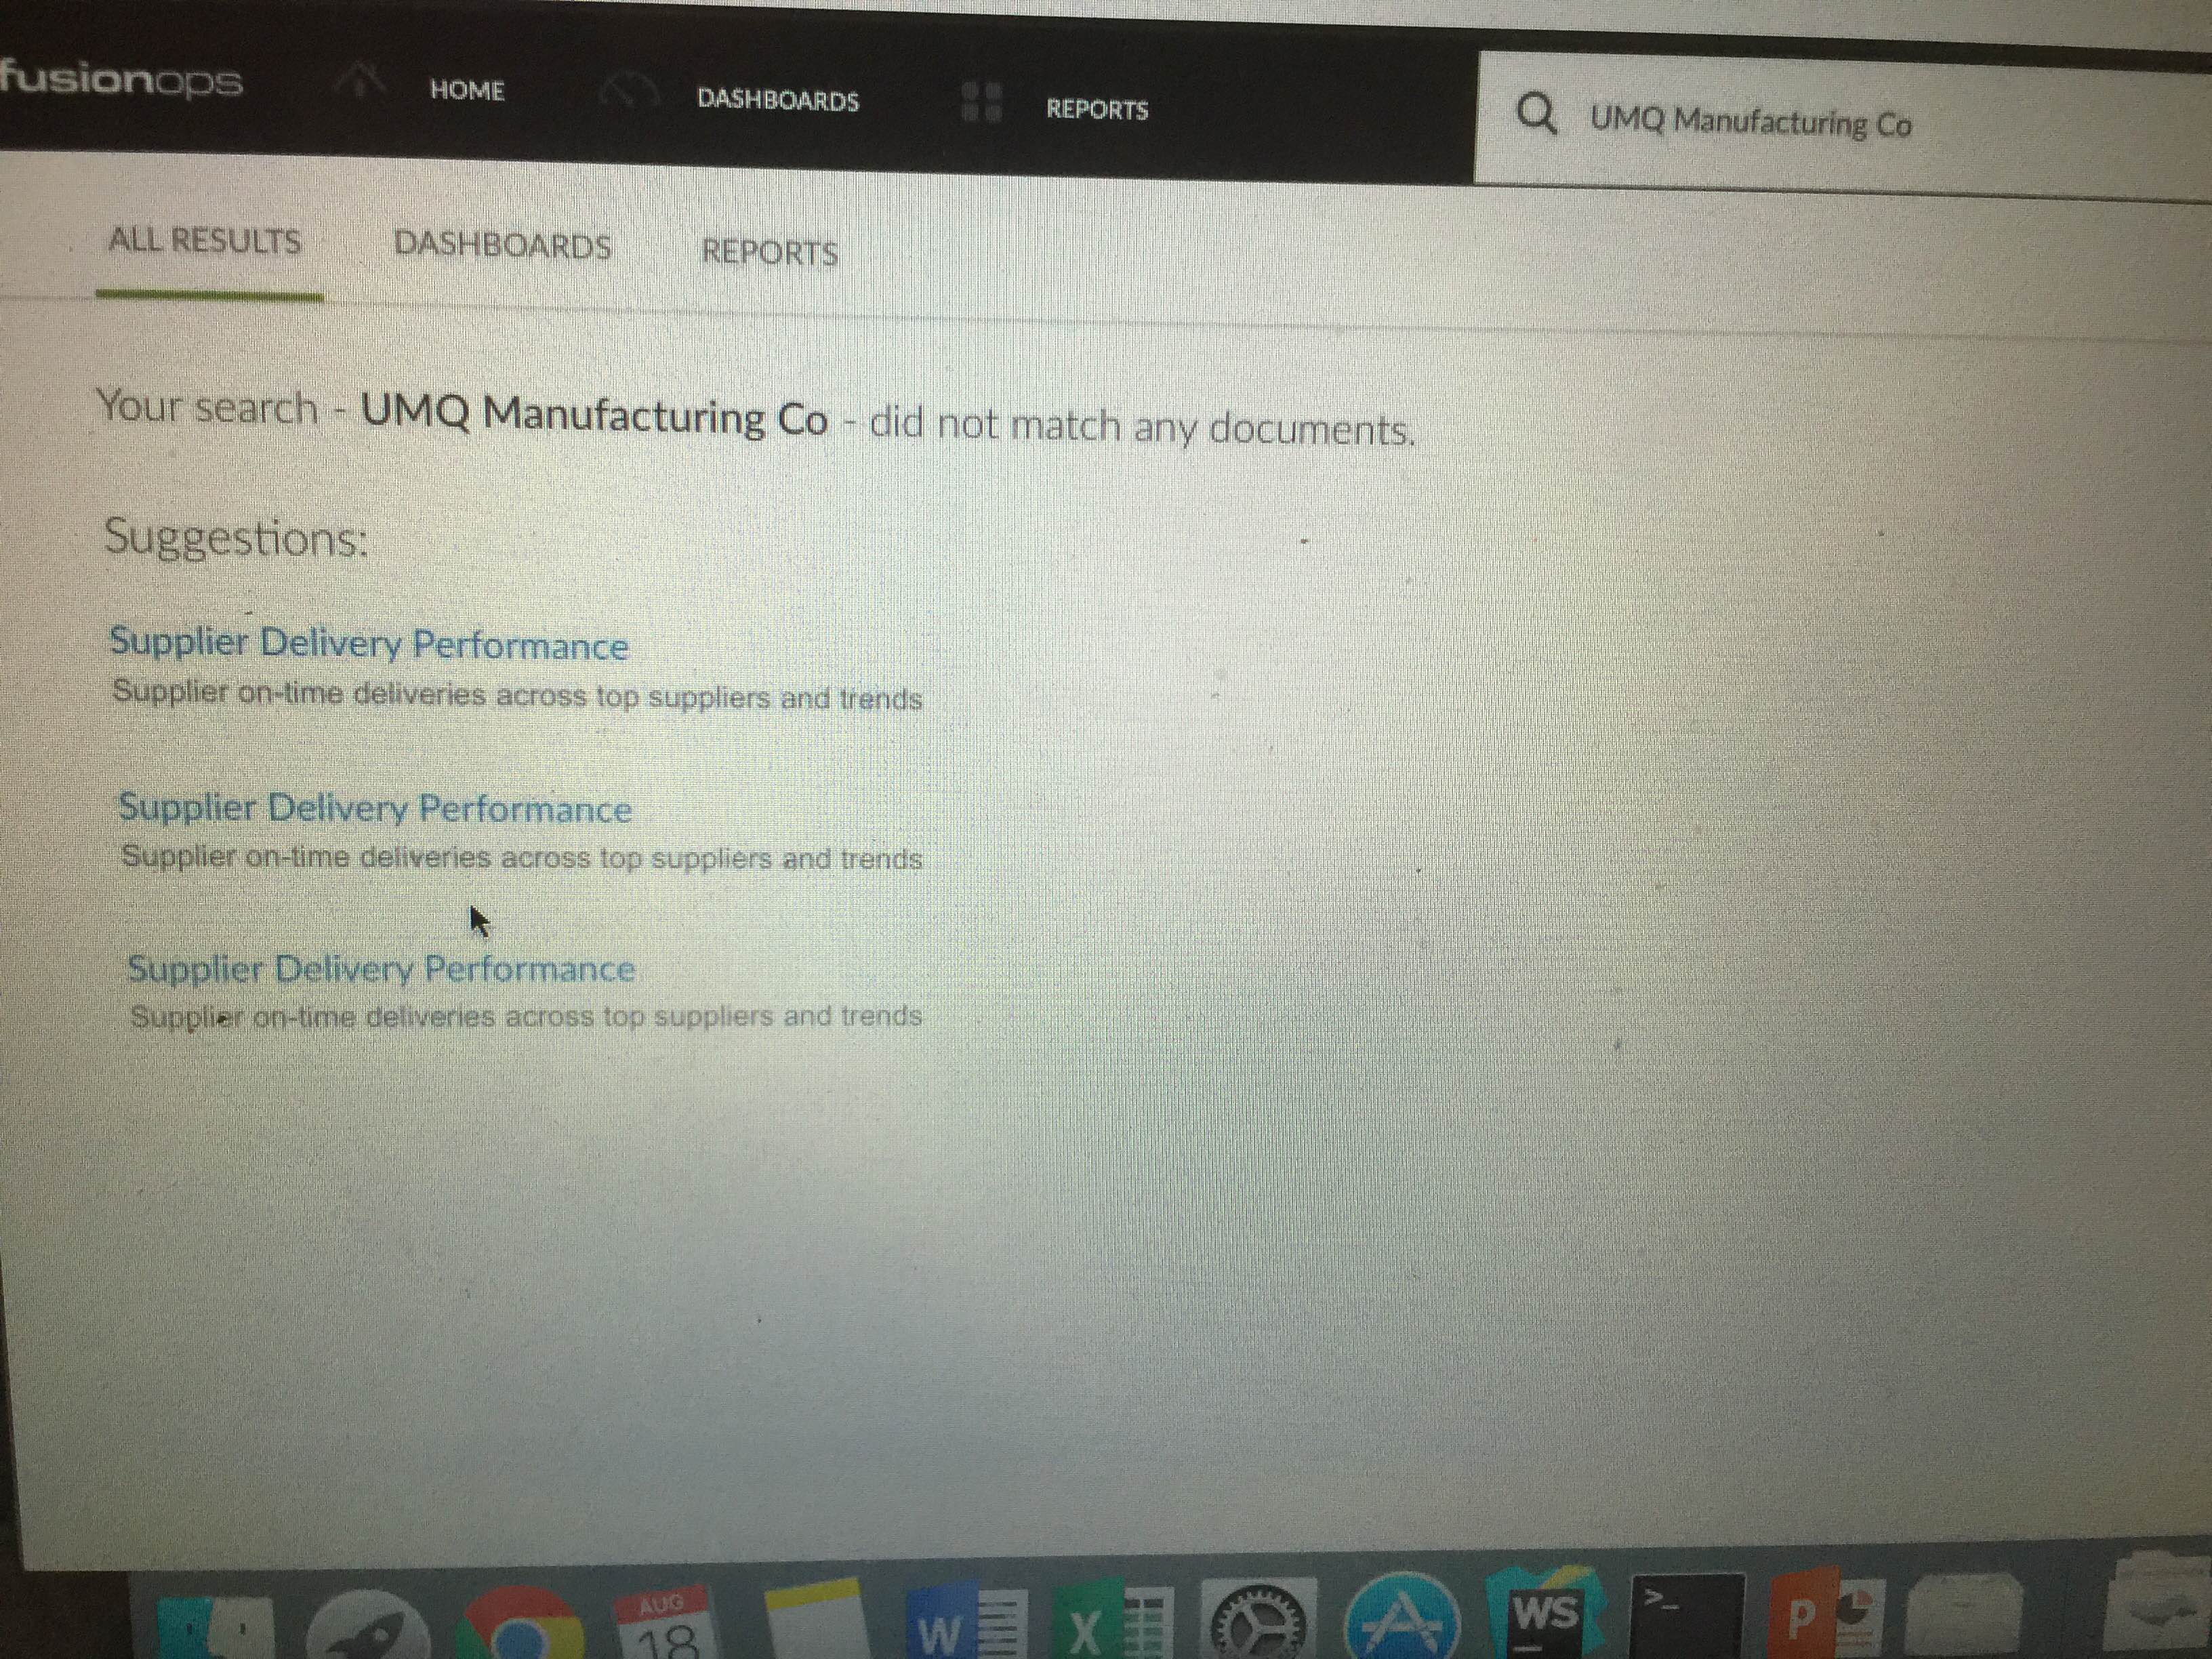 fusionops HOME DASHBOARDS REPORTS UMQ Manufacturing Co
ALL RESULTS DASHBOARDS REPORTS
Your search - UMQ Manufacturing Co - did not match any documents.
Suggestions:
Supplier Delivery Performance
Supplier on-time deliveries across top suppliers and trends
Supplier Delivery Performance
Supplier on-time deliveries across top suppliers and trends
Supplier Delivery Performance
Supplier on-time deliveries across top suppliers and trends
AUG
18
W
X
WS
>_
P